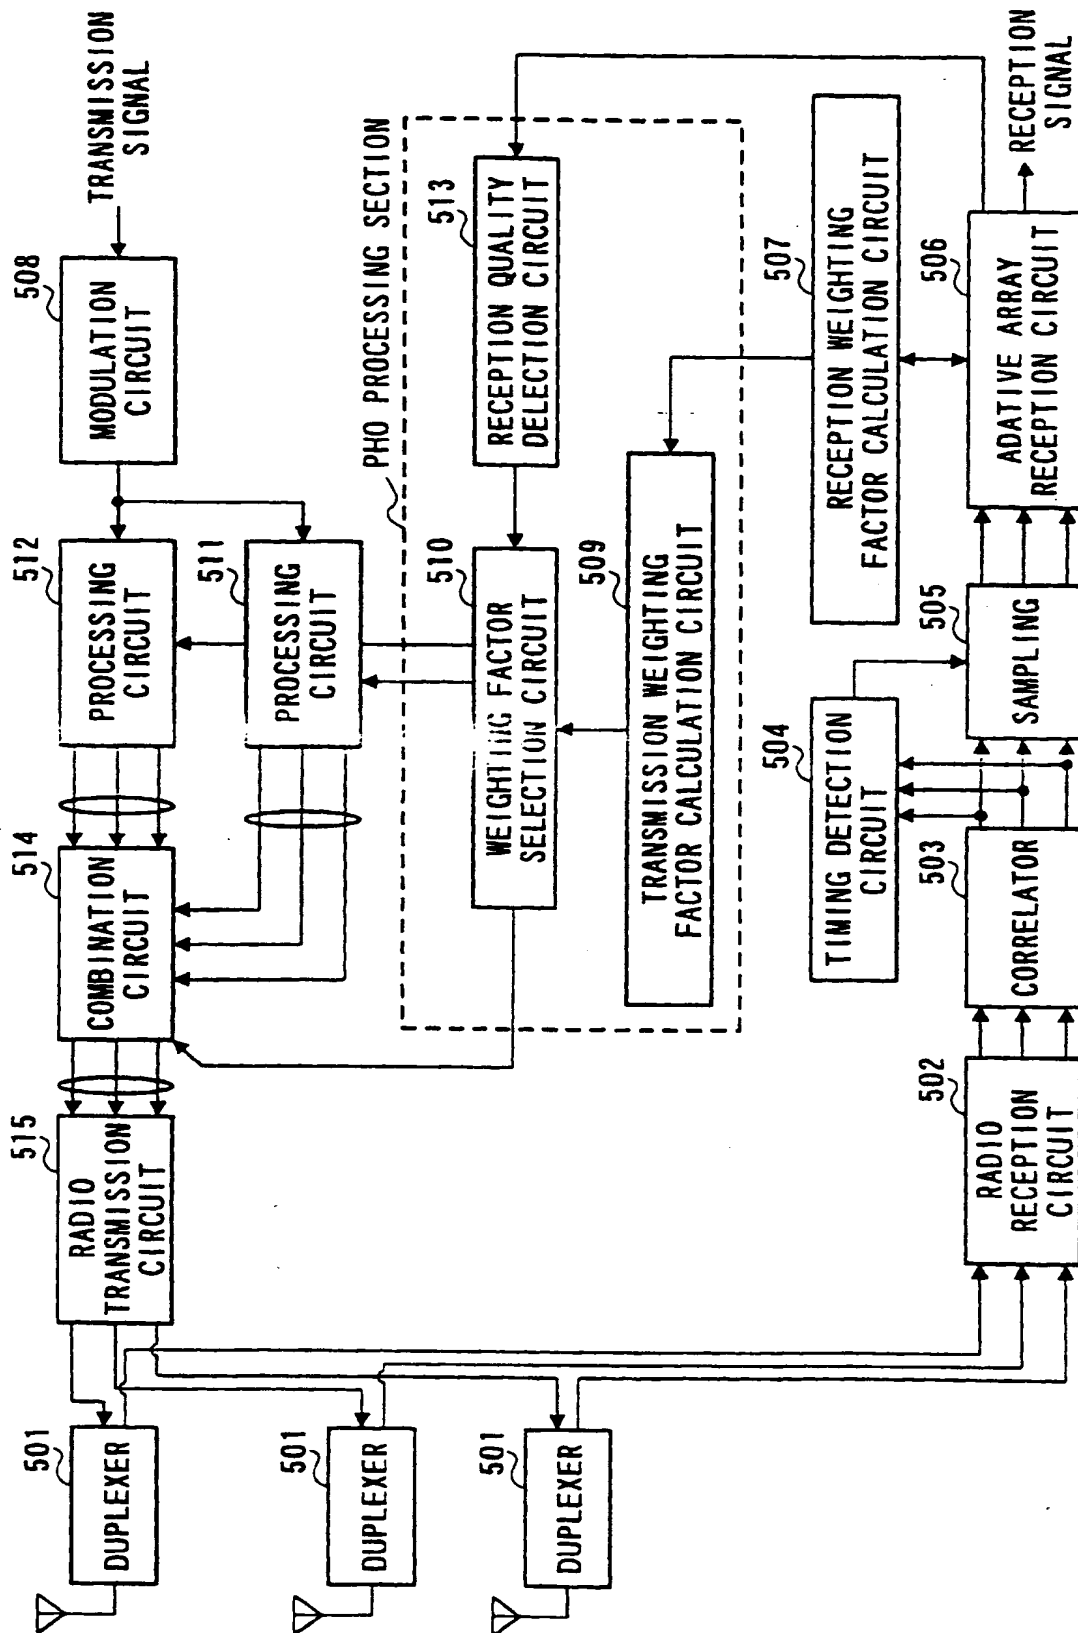 501
DUPLEXER
501
DUPLEXER
501
DUPLEXER
515
RADIO
TRANSMISSION
CIRCUIT
514
COMBINATION
CIRCUIT
512
PROCESSING
CIRCUIT
511
PROCESSING
CIRCUIT
508
MODULATION
CIRCUIT
TRANSMISSION
SIGNAL
PHO PROCESSING SECTION
510
WEIGHTING FACTOR
SELECTION CIRCUIT
513
RECEPTION QUALITY
DELECTION CIRCUIT
509
TRANSMISSION WEIGHTING
FACTOR CALCULATION CIRCUIT
504
TIMING DETECTION
CIRCUIT
507
RECEPTION WEIGHTING
FACTOR CALCULATION CIRCUIT
502
RADIO
RECEPTION
CIRCUIT
503
CORRELATOR
505
SAMPLING
506
ADATIVE ARRAY
RECEPTION CIRCUIT
RECEPTION
SIGNAL